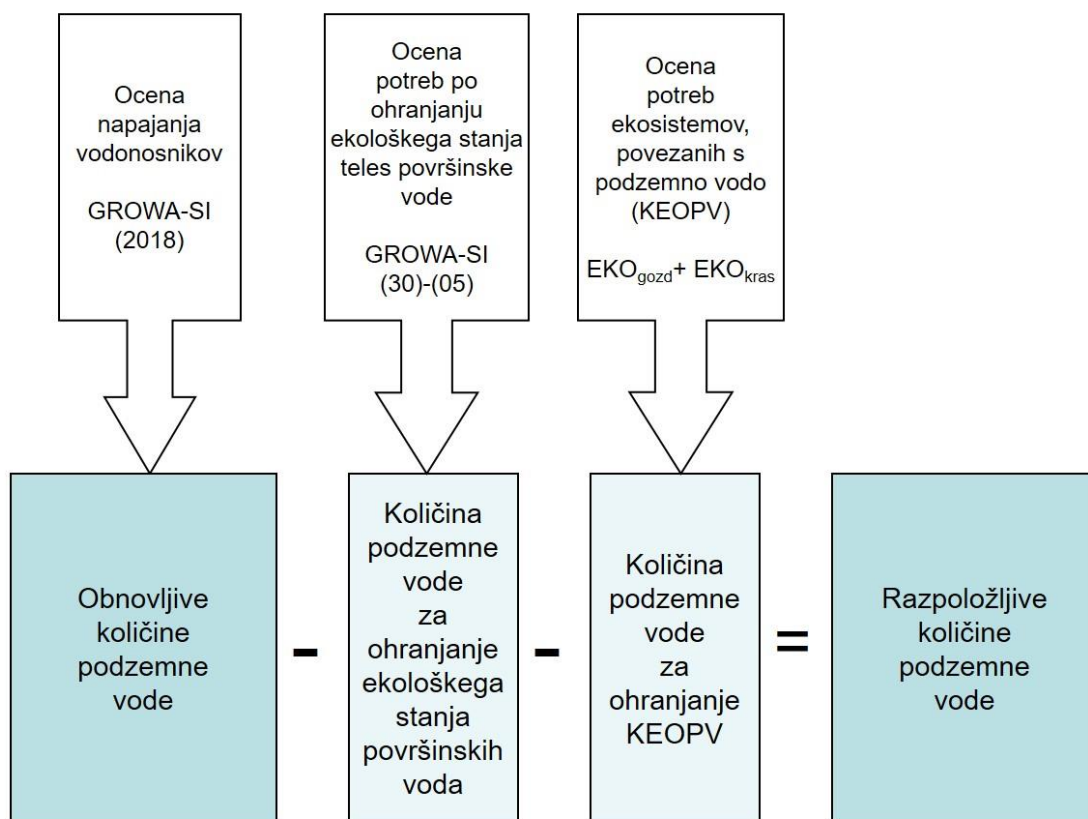 Ocena
napajanja
vodonosnikov
GROWA-SI
(2018)
Ocena
potreb po
ohranjanju
ekološkega stanja
teles površinske
vode
GROWA-SI
(30)-(05)
Ocena
potreb
ekosistemov,
povezanih s
podzemno vodo
(KEOPV)
EKOgozd+ EKOkras
Obnovljive
količine
podzemne
vode
-
Količina
podzemne
vode
za
ohranjanje
ekološkega
stanja
površinskih
voda
-
Količina
podzemne
vode
za
ohranjanje
KEOPV
=
Razpoložljive
količine
podzemne
vode